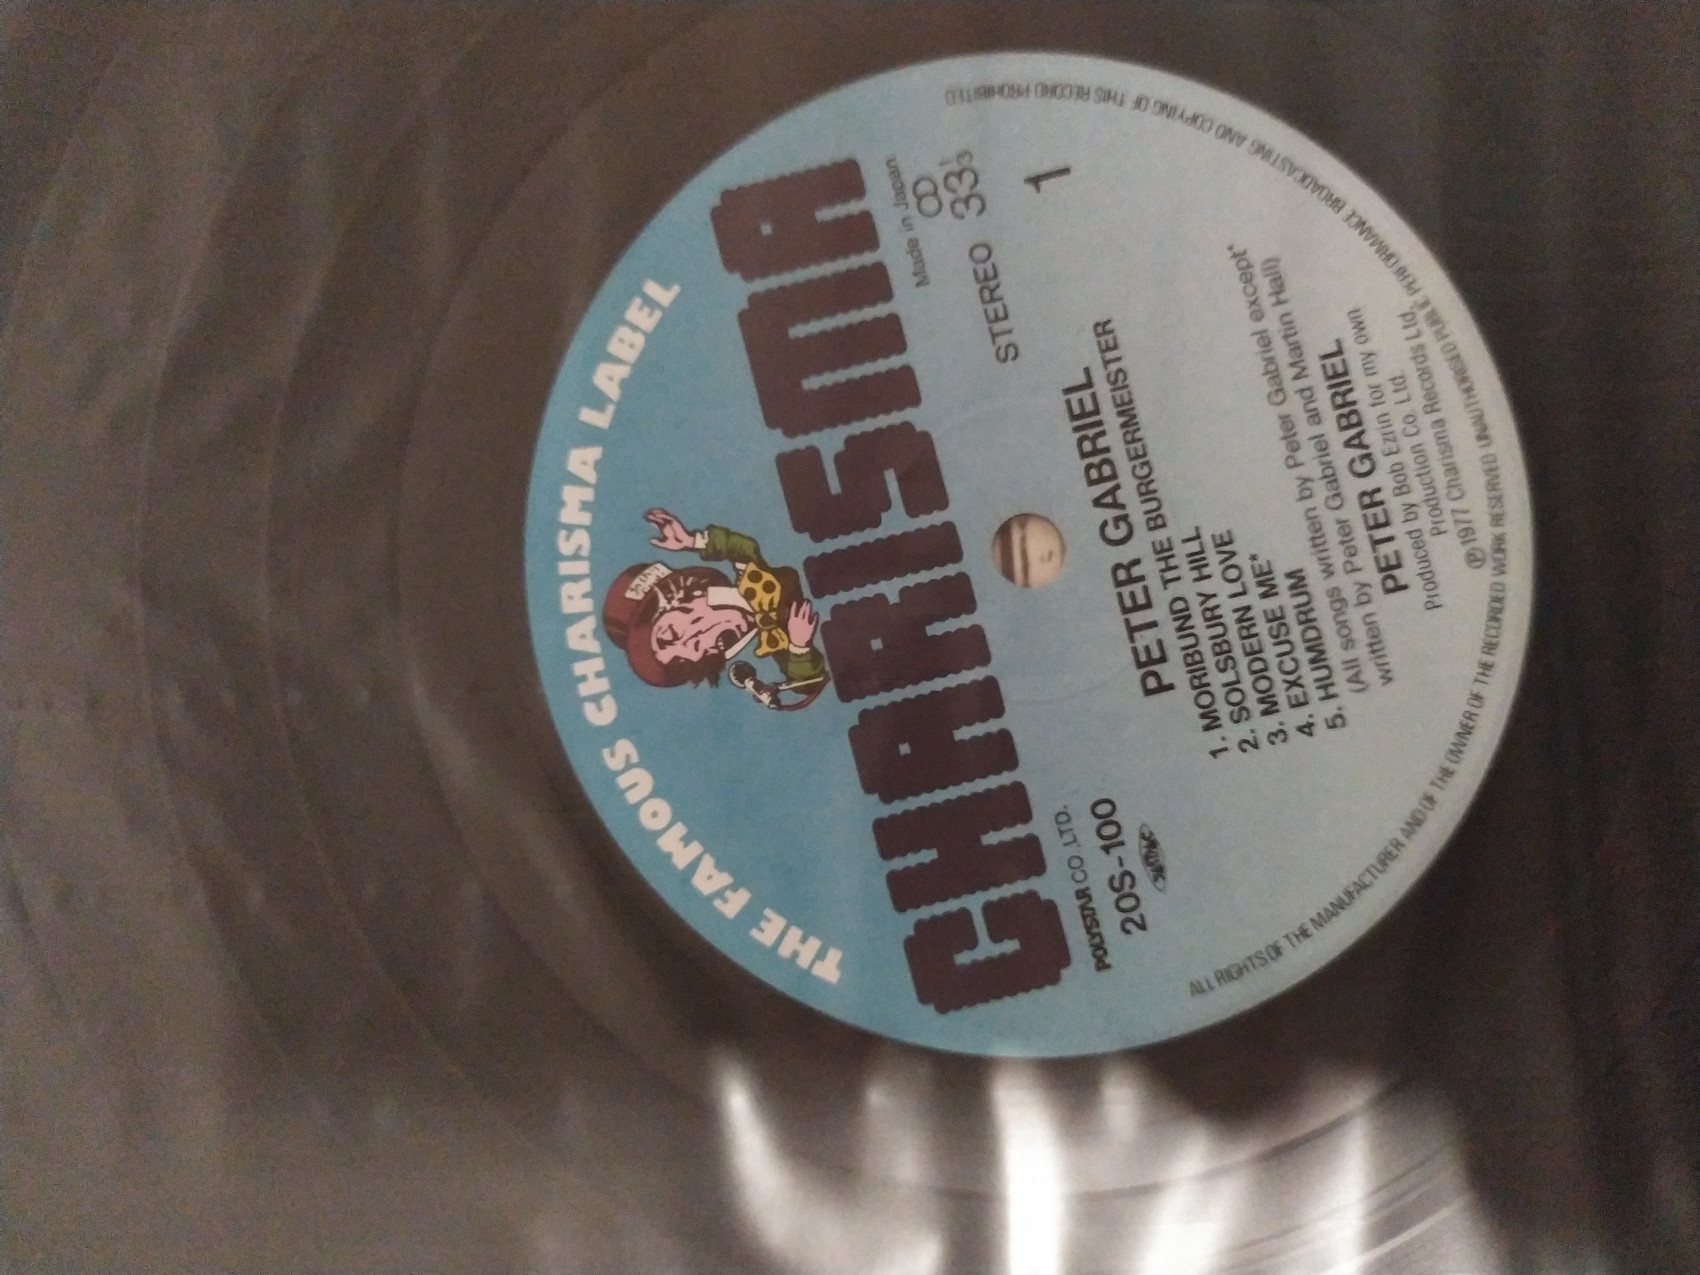 THE FAMOUS CHARISMA LABEL
CHARISMA
POLYSTAR CO.,LTD.
20S-100
Made in Japan
STEREO 33⅓
1
PETER GABRIEL
PETER GABRIEL
1. MORIBUND THE BURGERMEISTER
2. SOLSBURY HILL
3. MODERN LOVE
4. EXCUSE ME*
5. HUMDRUM
(All songs written by Peter Gabriel except*
written by Peter Gabriel and Martin Hall)
Produced by Bob Ezrin for my own
Production Co. Ltd.
℗1977 Charisma Records Ltd,
ALL RIGHTS OF THE MANUFACTURER AND OF THE OWNER OF THE RECORDED WORK RESERVED UNAUTHORISED PUBLIC PERFORMANCE BROADCASTING AND COPYING OF THIS RECORD PROHIBITED